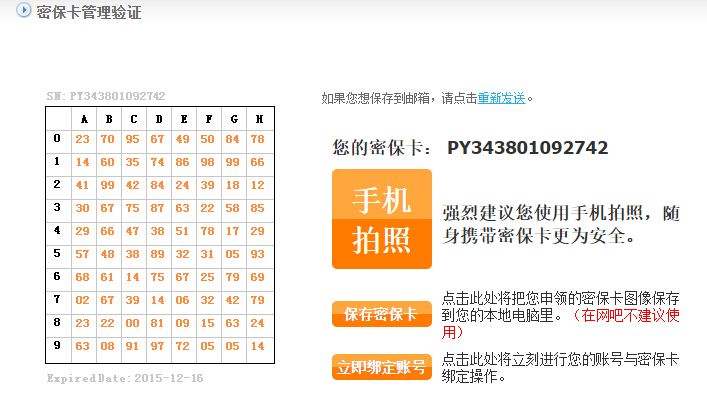 密保卡管理验证
SN: PY343801092742
A B C D E F G H
0 23 70 95 67 49 50 84 78
1 14 60 35 74 86 98 99 66
2 41 99 42 84 24 39 18 12
3 30 67 75 87 63 22 58 85
4 29 66 47 38 51 78 17 29
5 57 48 38 89 32 31 05 93
6 68 61 14 75 67 25 79 69
7 02 67 39 14 06 32 42 79
8 23 22 00 81 09 15 63 24
9 63 08 91 97 72 05 05 14
ExpiredDate: 2015-12-16
如果您想保存到邮箱，请点击重新发送。
您的密保卡： PY343801092742
手机
拍照
强烈建议您使用手机拍照，随
身携带密保卡更为安全。
保存密保卡
点击此处将把您申领的密保卡图像保存
到您的本地电脑里。（在网吧不建议使
用）
立即绑定账号
点击此处将立刻进行您的账号与密保卡
绑定操作。